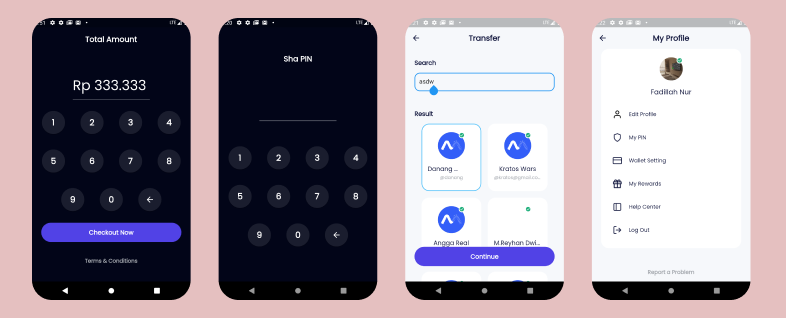 Total Amount
Rp 333.333
1 2 3 4
5 6 7 8
9 0
Checkout Now
Terms & Conditions
Sha PIN
1 2 3 4
5 6 7 8
9 0
Transfer
Search
asdw
Result
Danang ...
@danang
Kratos Wars
Angga Real
M.Reyhan Dwi...
Continue
My Profile
Fadillah Nur
Edit Profile
My PIN
Wallet Setting
My Rewards
Help Center
Log Out
Report a Problem